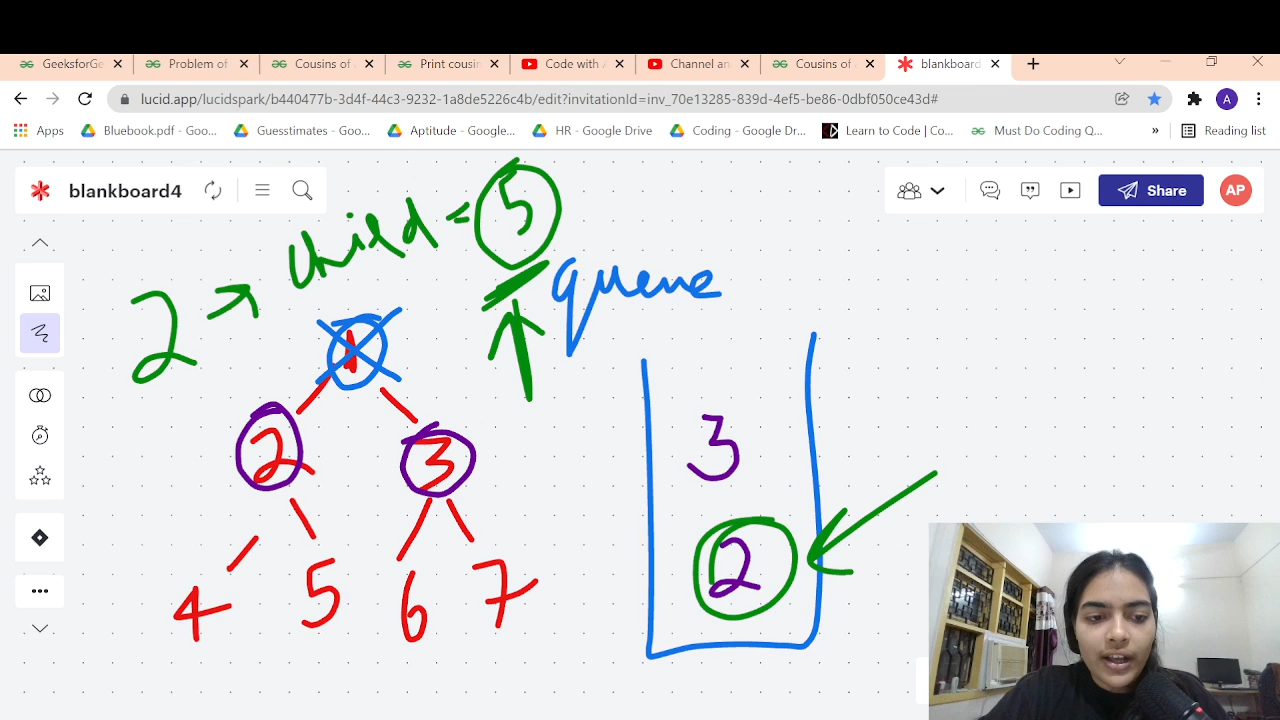 GeeksforGe
Problem of
Cousins of
Print cousin
Code with
Channel an
Cousins of
blankboard
lucid.app/lucidspark/b440477b-3d4f-44c3-9232-1a8de5226c4b/edit?invitationId=inv_70e13285-839d-4ef5-be86-0dbf050ce43d#
A
Apps
Bluebook.pdf - Goo...
Guesstimates - Goo...
Aptitude - Google...
HR - Google Drive
Coding - Google Dr...
Learn to Code | Co...
Must Do Coding Q...
»
Reading list
blankboard4
Share
AP
2 → child = 5
queue
1
2 3
4 5 6 7
3
2